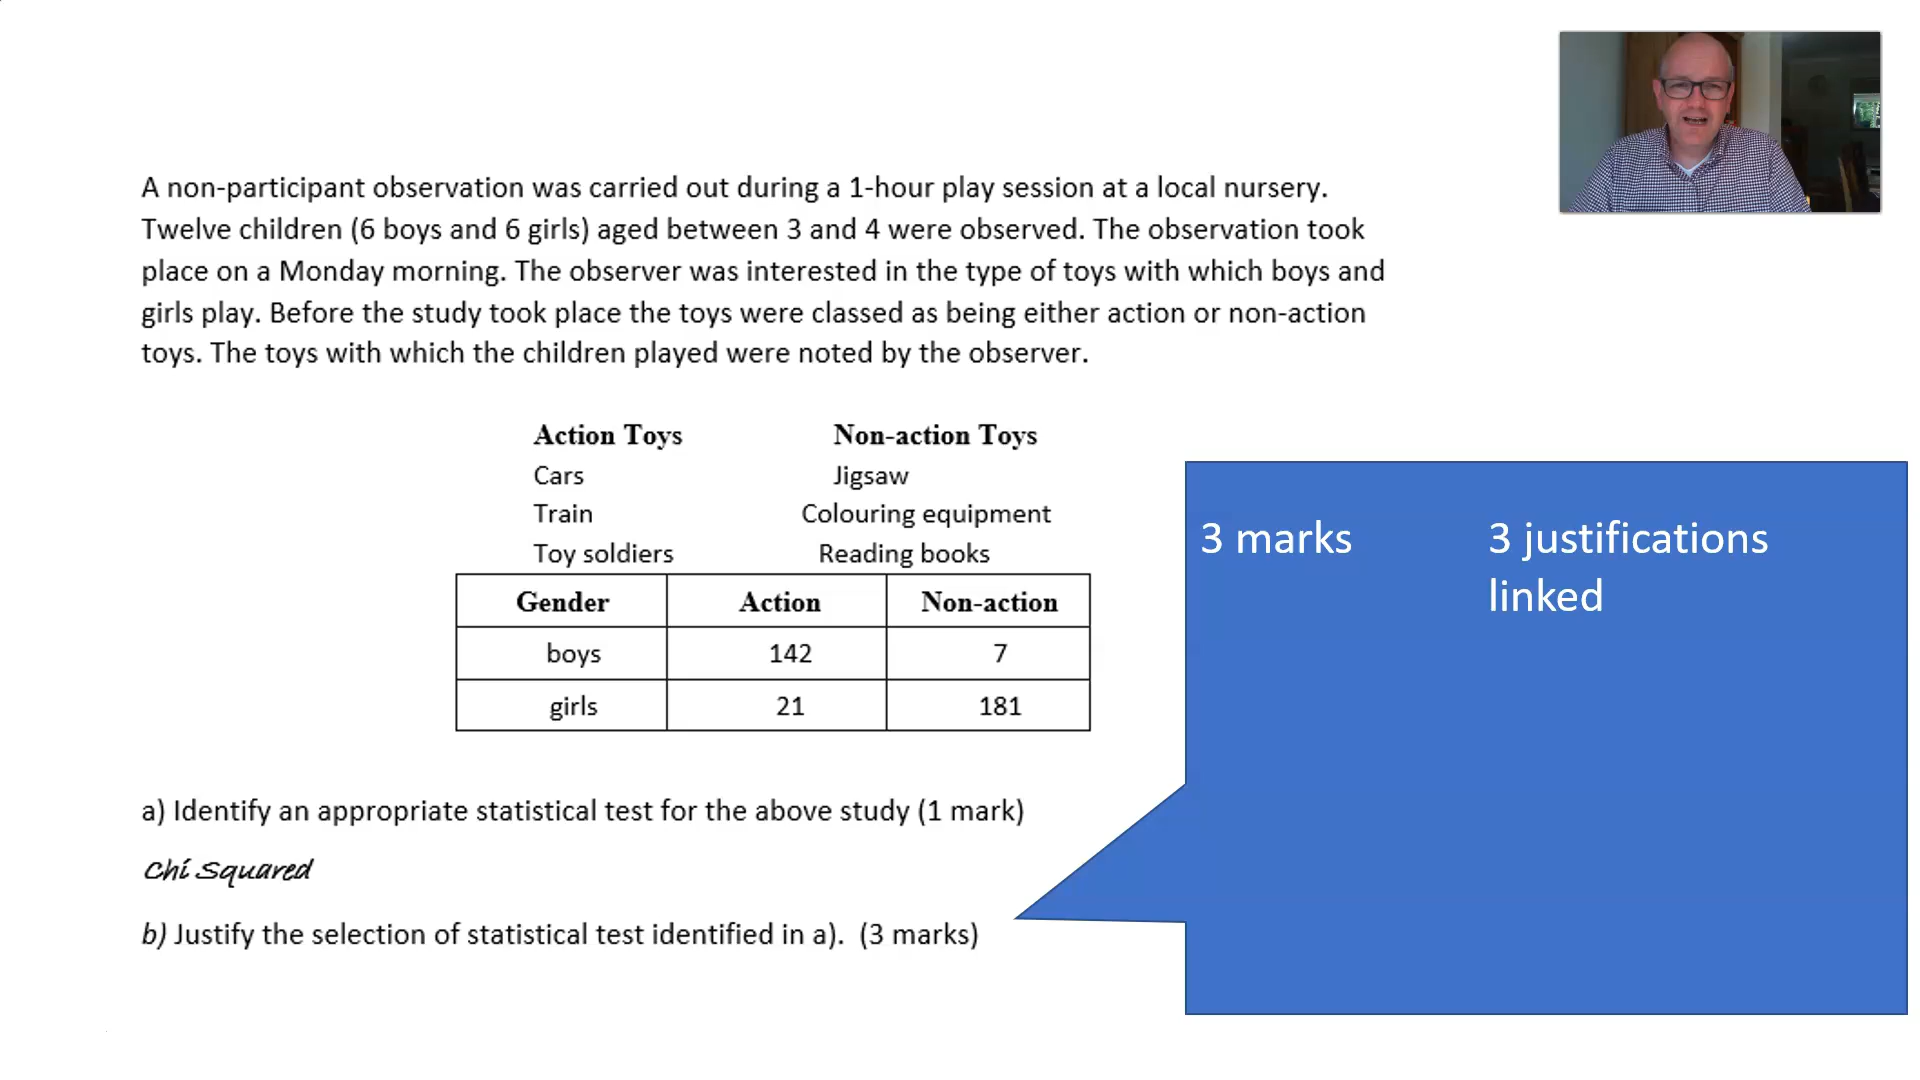 A non-participant observation was carried out during a 1-hour play session at a local nursery.
Twelve children (6 boys and 6 girls) aged between 3 and 4 were observed. The observation took
place on a Monday morning. The observer was interested in the type of toys with which boys and
girls play. Before the study took place the toys were classed as being either action or non-action
toys. The toys with which the children played were noted by the observer.
Action Toys Non-action Toys
Cars Jigsaw
Train Colouring equipment
Toy soldiers Reading books
Gender Action Non-action
boys 142 7
girls 21 181
a) Identify an appropriate statistical test for the above study (1 mark)
Chi Squared
b) Justify the selection of statistical test identified in a). (3 marks)
3 marks 3 justifications
linked